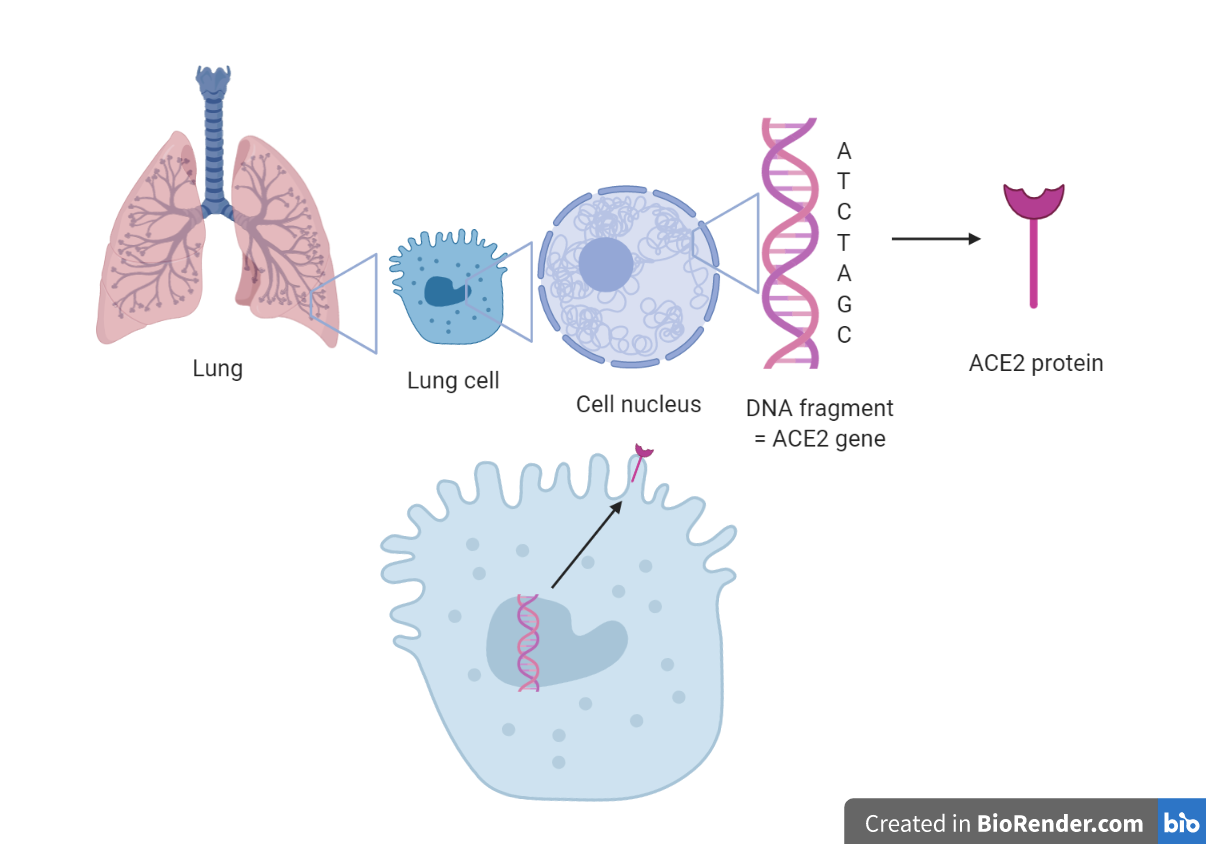 A
T
C
T
A
G
C
Lung
Lung cell
Cell nucleus
DNA fragment
= ACE2 gene
ACE2 protein
Created in BioRender.com bio